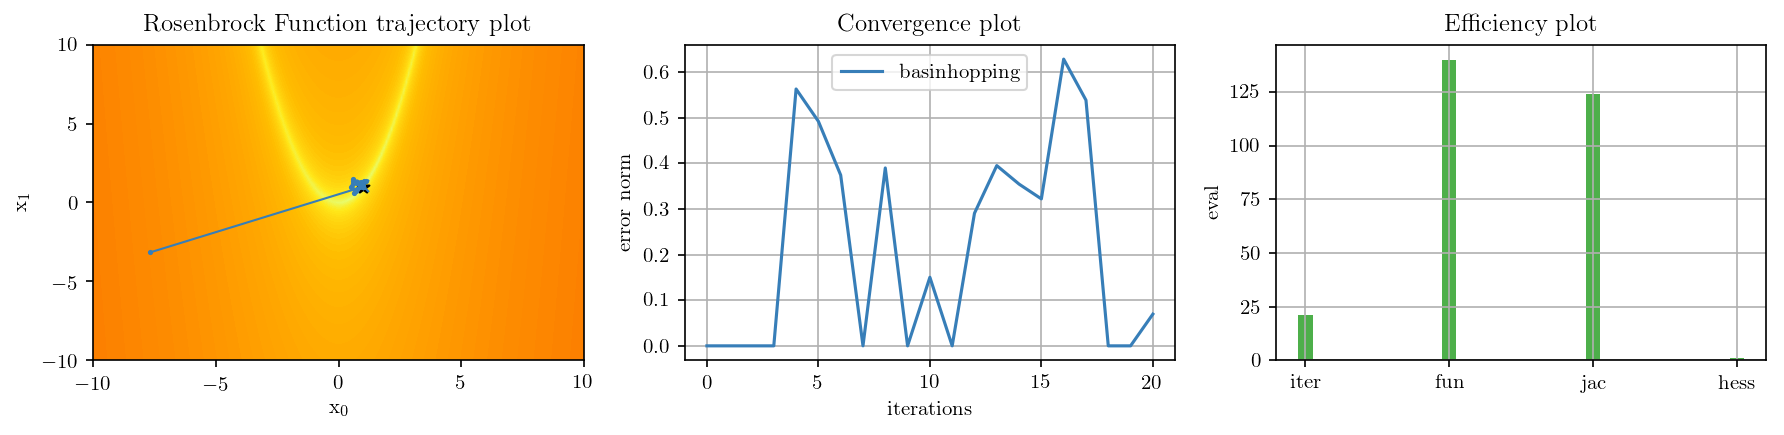 Rosenbrock Function trajectory plot
10
5
0
−5
−10
x₁
−10 −5 0 5 10
x₀
Convergence plot
basinhopping
0.6
0.5
0.4
0.3
0.2
0.1
0.0
error norm
0 5 10 15 20
iterations
Efficiency plot
125
100
75
50
25
0
eval
iter fun jac hess